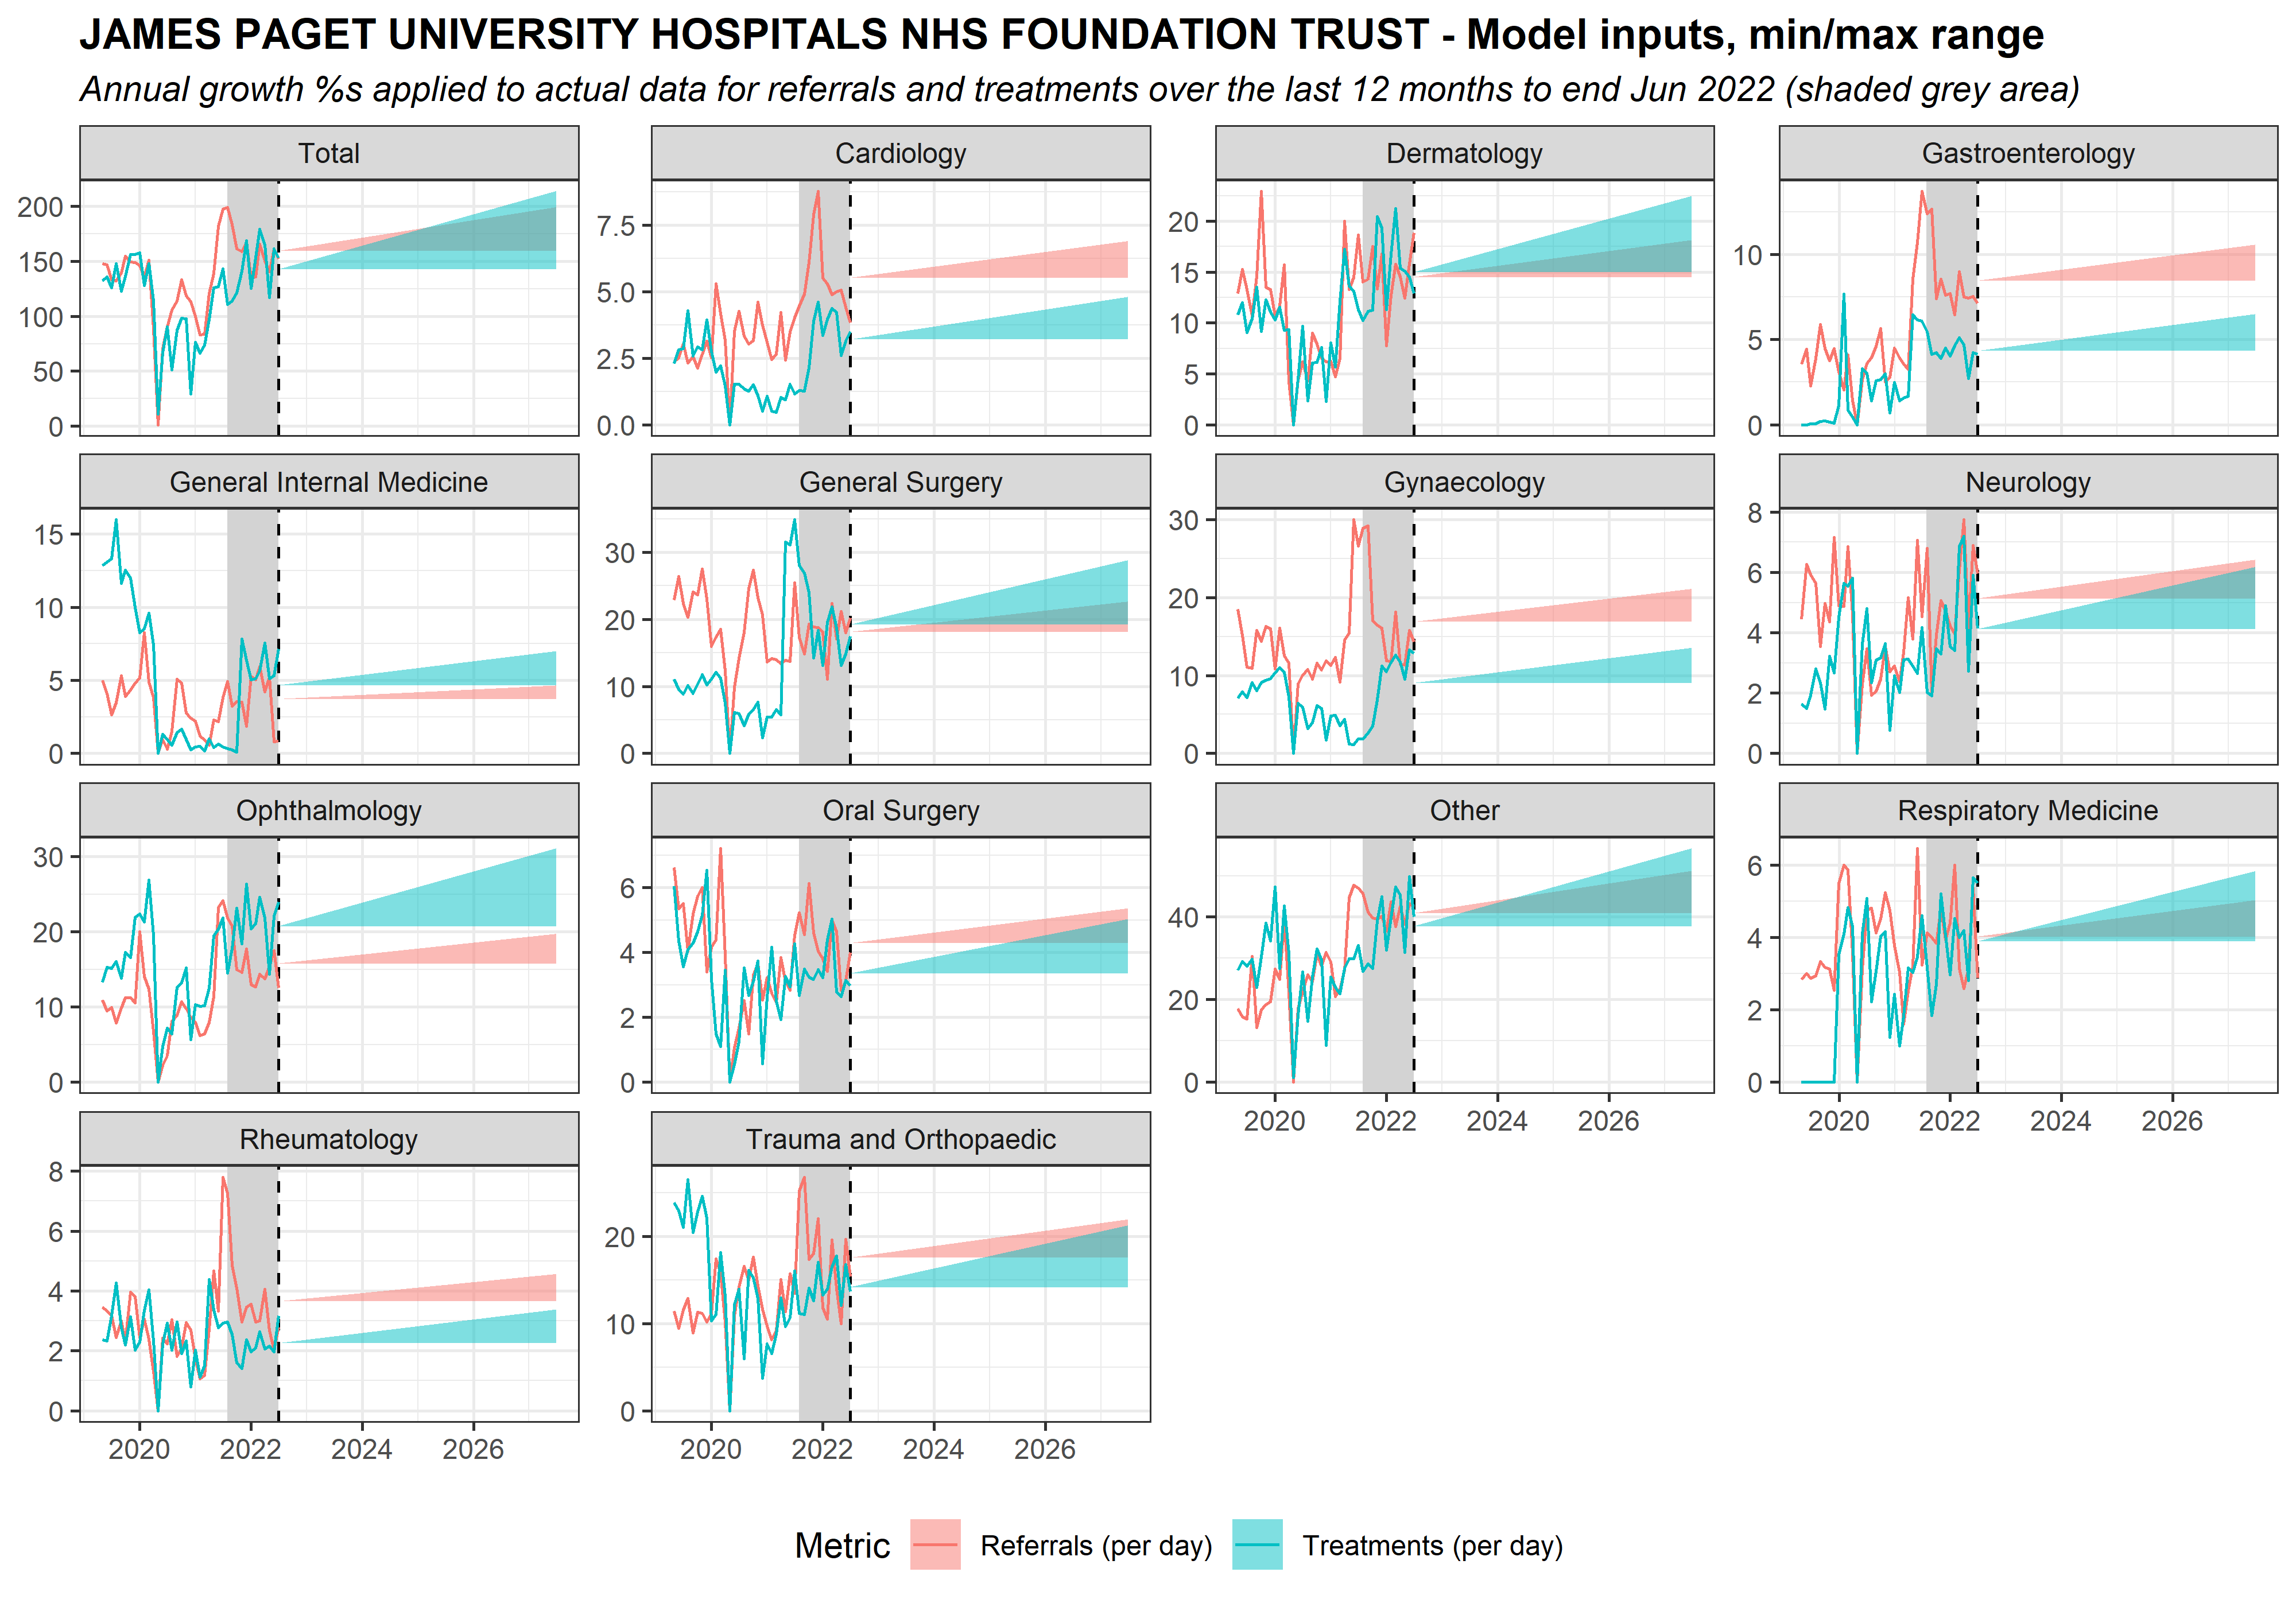 JAMES PAGET UNIVERSITY HOSPITALS NHS FOUNDATION TRUST - Model inputs, min/max range
Annual growth %s applied to actual data for referrals and treatments over the last 12 months to end Jun 2022 (shaded grey area)
Total
200
150
100
50
0
Cardiology
7.5
5.0
2.5
0.0
Dermatology
20
15
10
5
0
Gastroenterology
10
5
0
General Internal Medicine
15
10
5
0
General Surgery
30
20
10
0
Gynaecology
30
20
10
0
Neurology
8
6
4
2
0
Ophthalmology
30
20
10
0
Oral Surgery
6
4
2
0
Other
40
20
0
2020 2022 2024 2026
Respiratory Medicine
6
4
2
0
2020 2022 2024 2026
Rheumatology
8
6
4
2
0
2020 2022 2024 2026
Trauma and Orthopaedic
20
10
0
2020 2022 2024 2026
Metric Referrals (per day) Treatments (per day)